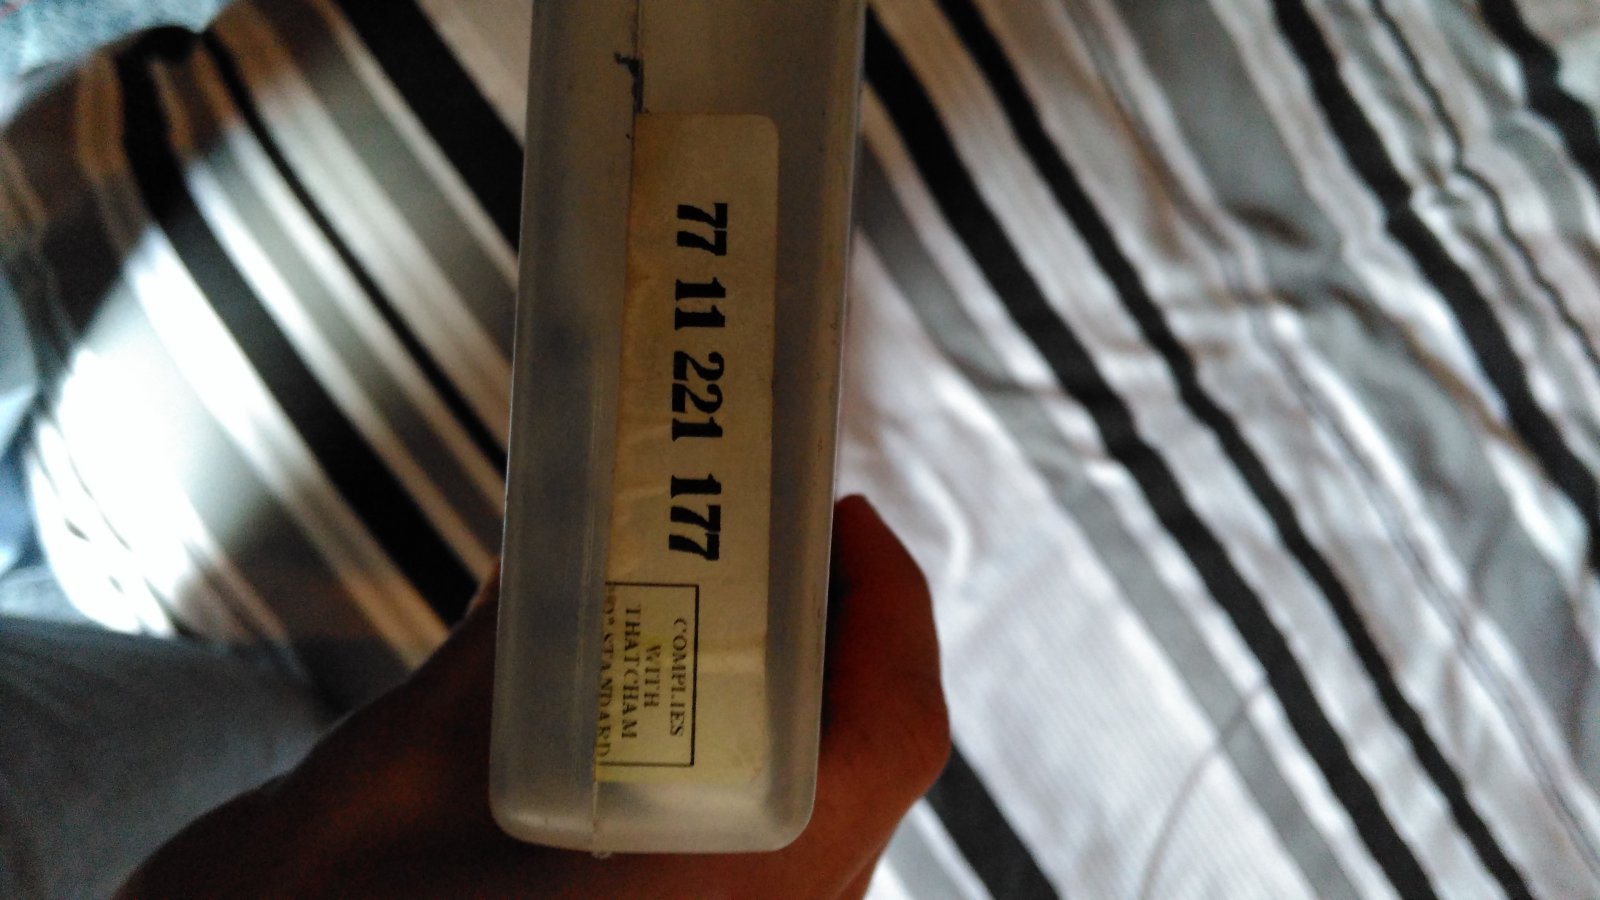 77 11 221 177
COMPLIES
WITH
THATCHAM
STANDARD